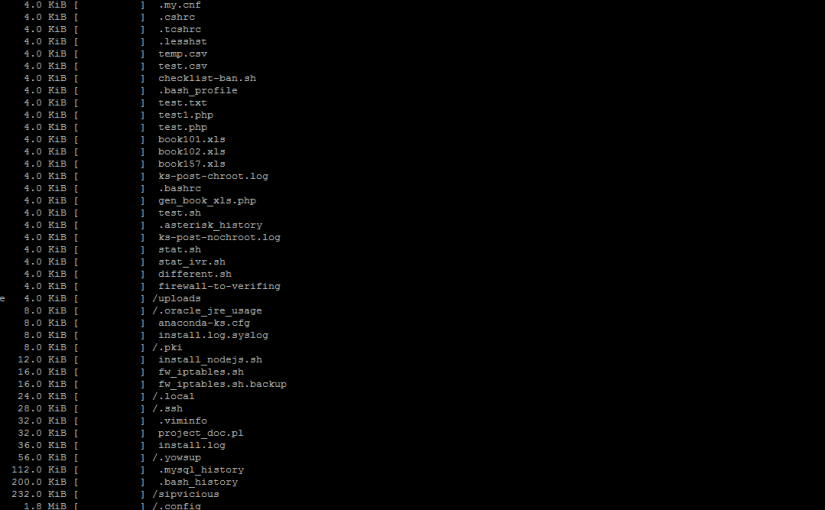 4.0 KiB [          ]  .my.cnf
4.0 KiB [          ]  .cshrc
4.0 KiB [          ]  .tcshrc
4.0 KiB [          ]  .lesshst
4.0 KiB [          ]  temp.csv
4.0 KiB [          ]  test.csv
4.0 KiB [          ]  checklist-ban.sh
4.0 KiB [          ]  .bash_profile
4.0 KiB [          ]  test.txt
4.0 KiB [          ]  test1.php
4.0 KiB [          ]  test.php
4.0 KiB [          ]  book101.xls
4.0 KiB [          ]  book102.xls
4.0 KiB [          ]  book157.xls
4.0 KiB [          ]  ks-post-chroot.log
4.0 KiB [          ]  .bashrc
4.0 KiB [          ]  gen_book_xls.php
4.0 KiB [          ]  test.sh
4.0 KiB [          ]  .asterisk_history
4.0 KiB [          ]  ks-post-nochroot.log
4.0 KiB [          ]  stat.sh
4.0 KiB [          ]  stat_ivr.sh
4.0 KiB [          ]  different.sh
4.0 KiB [          ]  firewall-to-verifing
e   4.0 KiB [          ] /uploads
8.0 KiB [          ] /.oracle_jre_usage
8.0 KiB [          ]  anaconda-ks.cfg
8.0 KiB [          ]  install.log.syslog
8.0 KiB [          ] /.pki
12.0 KiB [          ]  install_nodejs.sh
16.0 KiB [          ]  fw_iptables.sh
16.0 KiB [          ]  fw_iptables.sh.backup
24.0 KiB [          ] /.local
28.0 KiB [          ] /.ssh
32.0 KiB [          ]  .viminfo
32.0 KiB [          ]  project_doc.pl
36.0 KiB [          ]  install.log
56.0 KiB [          ] /.yowsup
112.0 KiB [          ]  .mysql_history
200.0 KiB [          ]  .bash_history
232.0 KiB [          ] /sipvicious
1.8 MiB [          ] /.config